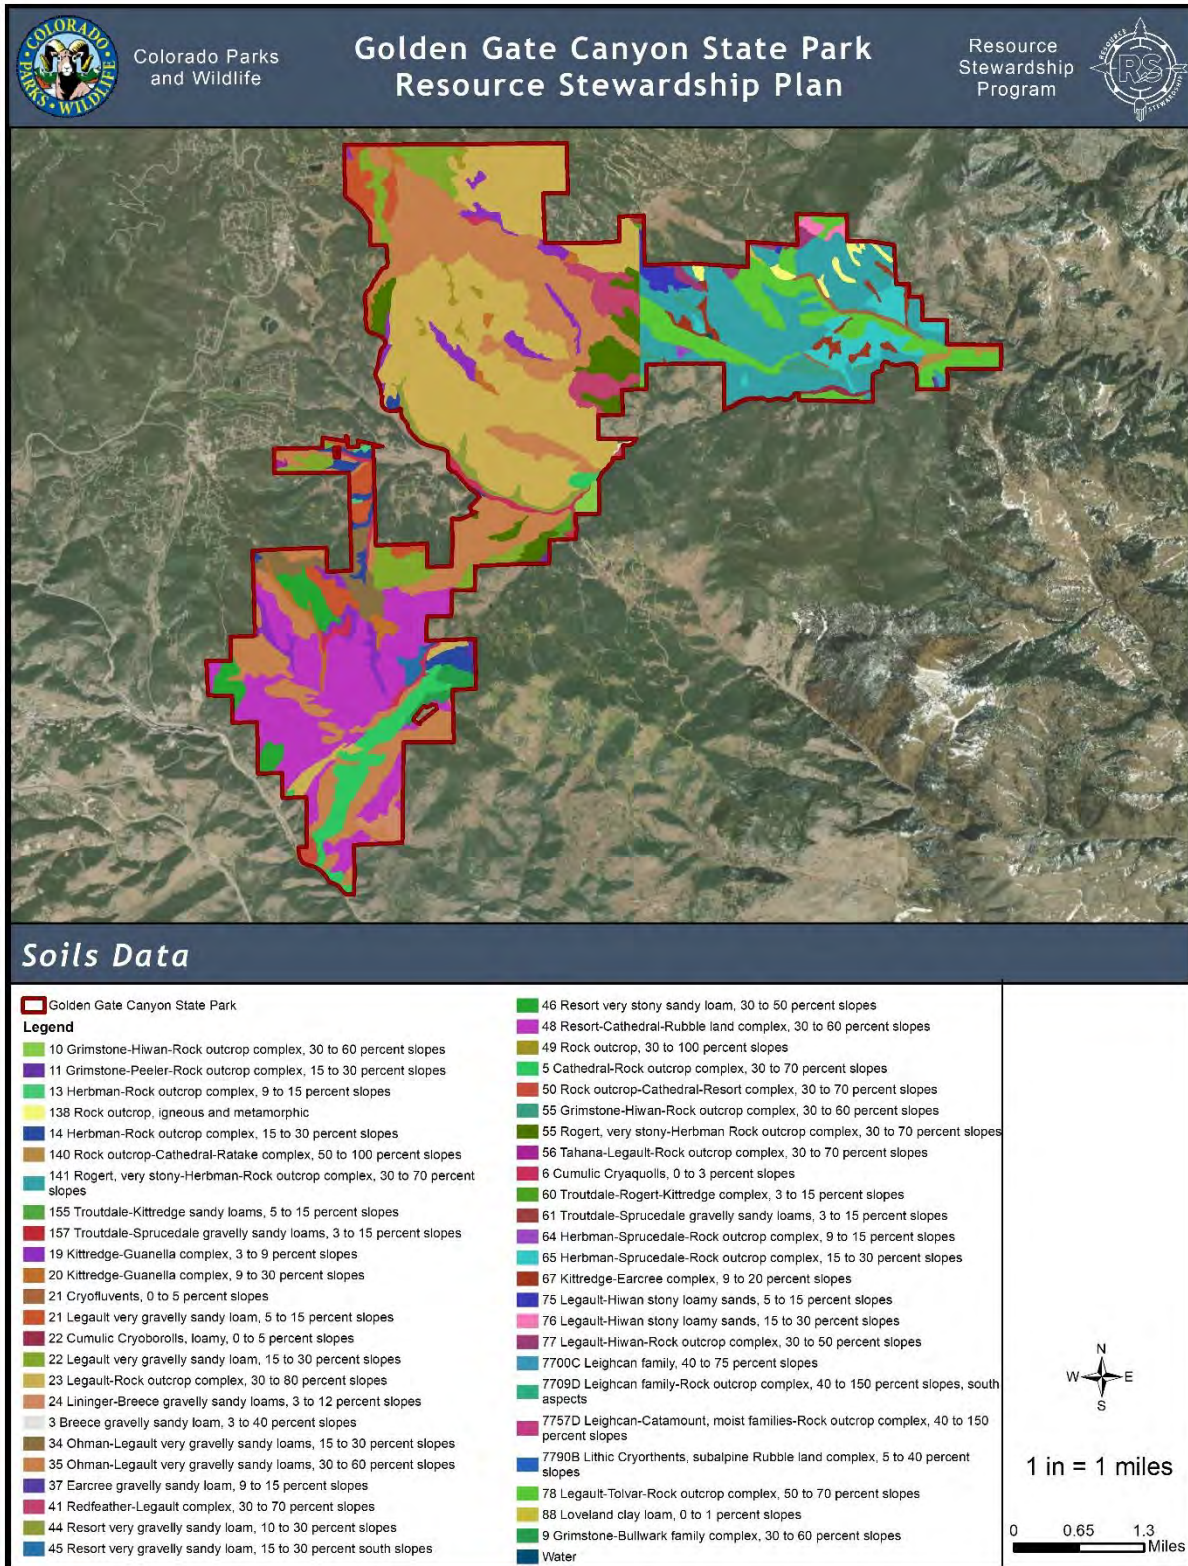 COLORADO
PARKS • WILDLIFE
Colorado Parks
and Wildlife
Golden Gate Canyon State Park
Resource Stewardship Plan
Resource
Stewardship
Program
RESOURCE
RS
STEWARDSHIP
Soils Data
Golden Gate Canyon State Park
Legend
10 Grimstone-Hiwan-Rock outcrop complex, 30 to 60 percent slopes
11 Grimstone-Peeler-Rock outcrop complex, 15 to 30 percent slopes
13 Herbman-Rock outcrop complex, 9 to 15 percent slopes
138 Rock outcrop, igneous and metamorphic
14 Herbman-Rock outcrop complex, 15 to 30 percent slopes
140 Rock outcrop-Cathedral-Ratake complex, 50 to 100 percent slopes
141 Rogert, very stony-Herbman-Rock outcrop complex, 30 to 70 percent
slopes
155 Troutdale-Kittredge sandy loams, 5 to 15 percent slopes
157 Troutdale-Sprucedale gravelly sandy loams, 3 to 15 percent slopes
19 Kittredge-Guanella complex, 3 to 9 percent slopes
20 Kittredge-Guanella complex, 9 to 30 percent slopes
21 Cryofluvents, 0 to 5 percent slopes
21 Legault very gravelly sandy loam, 5 to 15 percent slopes
22 Cumulic Cryoborolls, loamy, 0 to 5 percent slopes
22 Legault very gravelly sandy loam, 15 to 30 percent slopes
23 Legault-Rock outcrop complex, 30 to 80 percent slopes
24 Lininger-Breece gravelly sandy loams, 3 to 12 percent slopes
3 Breece gravelly sandy loam, 3 to 40 percent slopes
34 Ohman-Legault very gravelly sandy loams, 15 to 30 percent slopes
35 Ohman-Legault very gravelly sandy loams, 30 to 60 percent slopes
37 Earcree gravelly sandy loam, 9 to 15 percent slopes
41 Redfeather-Legault complex, 30 to 70 percent slopes
44 Resort very gravelly sandy loam, 10 to 30 percent slopes
45 Resort very gravelly sandy loam, 15 to 30 percent south slopes
46 Resort very stony sandy loam, 30 to 50 percent slopes
48 Resort-Cathedral-Rubble land complex, 30 to 60 percent slopes
49 Rock outcrop, 30 to 100 percent slopes
5 Cathedral-Rock outcrop complex, 30 to 70 percent slopes
50 Rock outcrop-Cathedral-Resort complex, 30 to 70 percent slopes
55 Grimstone-Hiwan-Rock outcrop complex, 30 to 60 percent slopes
55 Rogert, very stony-Herbman Rock outcrop complex, 30 to 70 percent slopes
56 Tahana-Legault-Rock outcrop complex, 30 to 70 percent slopes
6 Cumulic Cryaquolls, 0 to 3 percent slopes
60 Troutdale-Rogert-Kittredge complex, 3 to 15 percent slopes
61 Troutdale-Sprucedale gravelly sandy loams, 3 to 15 percent slopes
64 Herbman-Sprucedale-Rock outcrop complex, 9 to 15 percent slopes
65 Herbman-Sprucedale-Rock outcrop complex, 15 to 30 percent slopes
67 Kittredge-Earcree complex, 9 to 20 percent slopes
75 Legault-Hiwan stony loamy sands, 5 to 15 percent slopes
76 Legault-Hiwan stony loamy sands, 15 to 30 percent slopes
77 Legault-Hiwan-Rock outcrop complex, 30 to 50 percent slopes
7700C Leighcan family, 40 to 75 percent slopes
7709D Leighcan family-Rock outcrop complex, 40 to 150 percent slopes, south
aspects
7757D Leighcan-Catamount, moist families-Rock outcrop complex, 40 to 150
percent slopes
7790B Lithic Cryorthents, subalpine Rubble land complex, 5 to 40 percent
slopes
78 Legault-Tolvar-Rock outcrop complex, 50 to 70 percent slopes
88 Loveland clay loam, 0 to 1 percent slopes
9 Grimstone-Bullwark family complex, 30 to 60 percent slopes
Water
N
W E
S
1 in = 1 miles
0 0.65 1.3
Miles